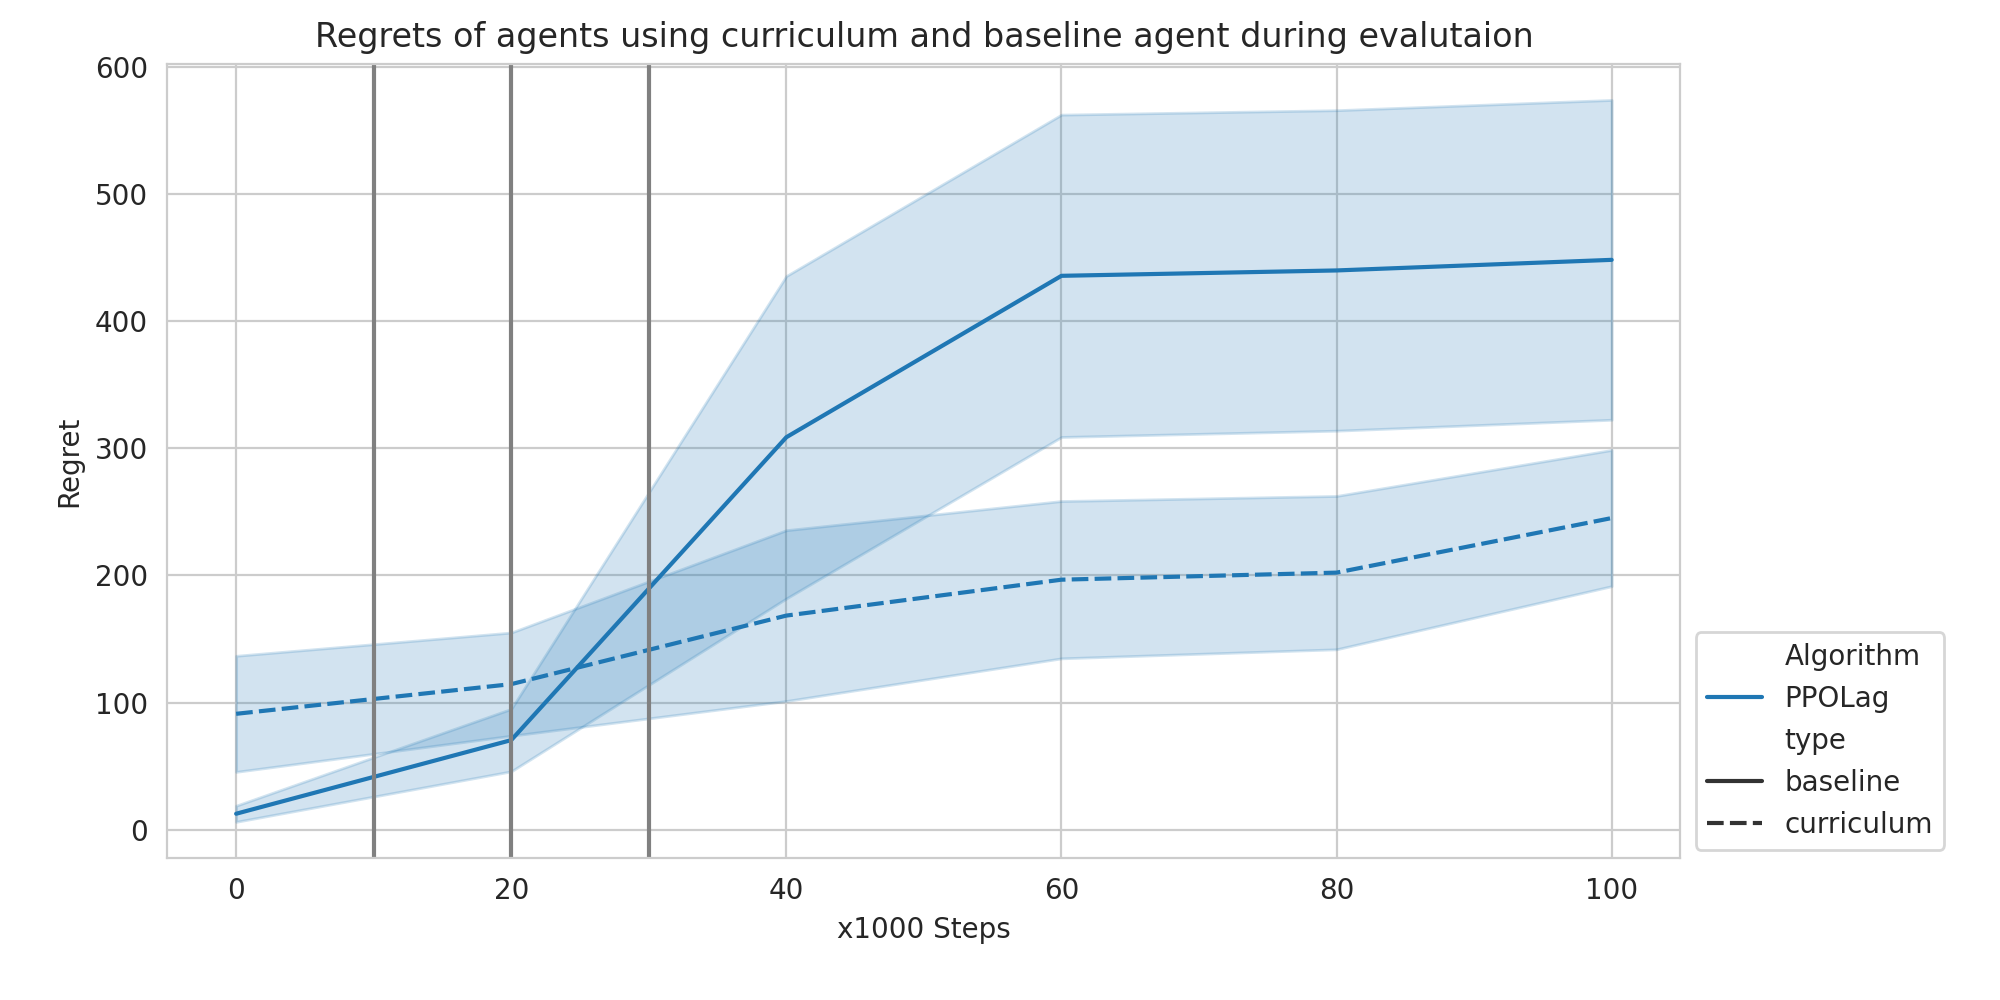 Regrets of agents using curriculum and baseline agent during evalutaion
600
500
400
300
200
100
0
Regret
0 20 40 60 80 100
x1000 Steps
Algorithm
PPOLag
type
baseline
curriculum